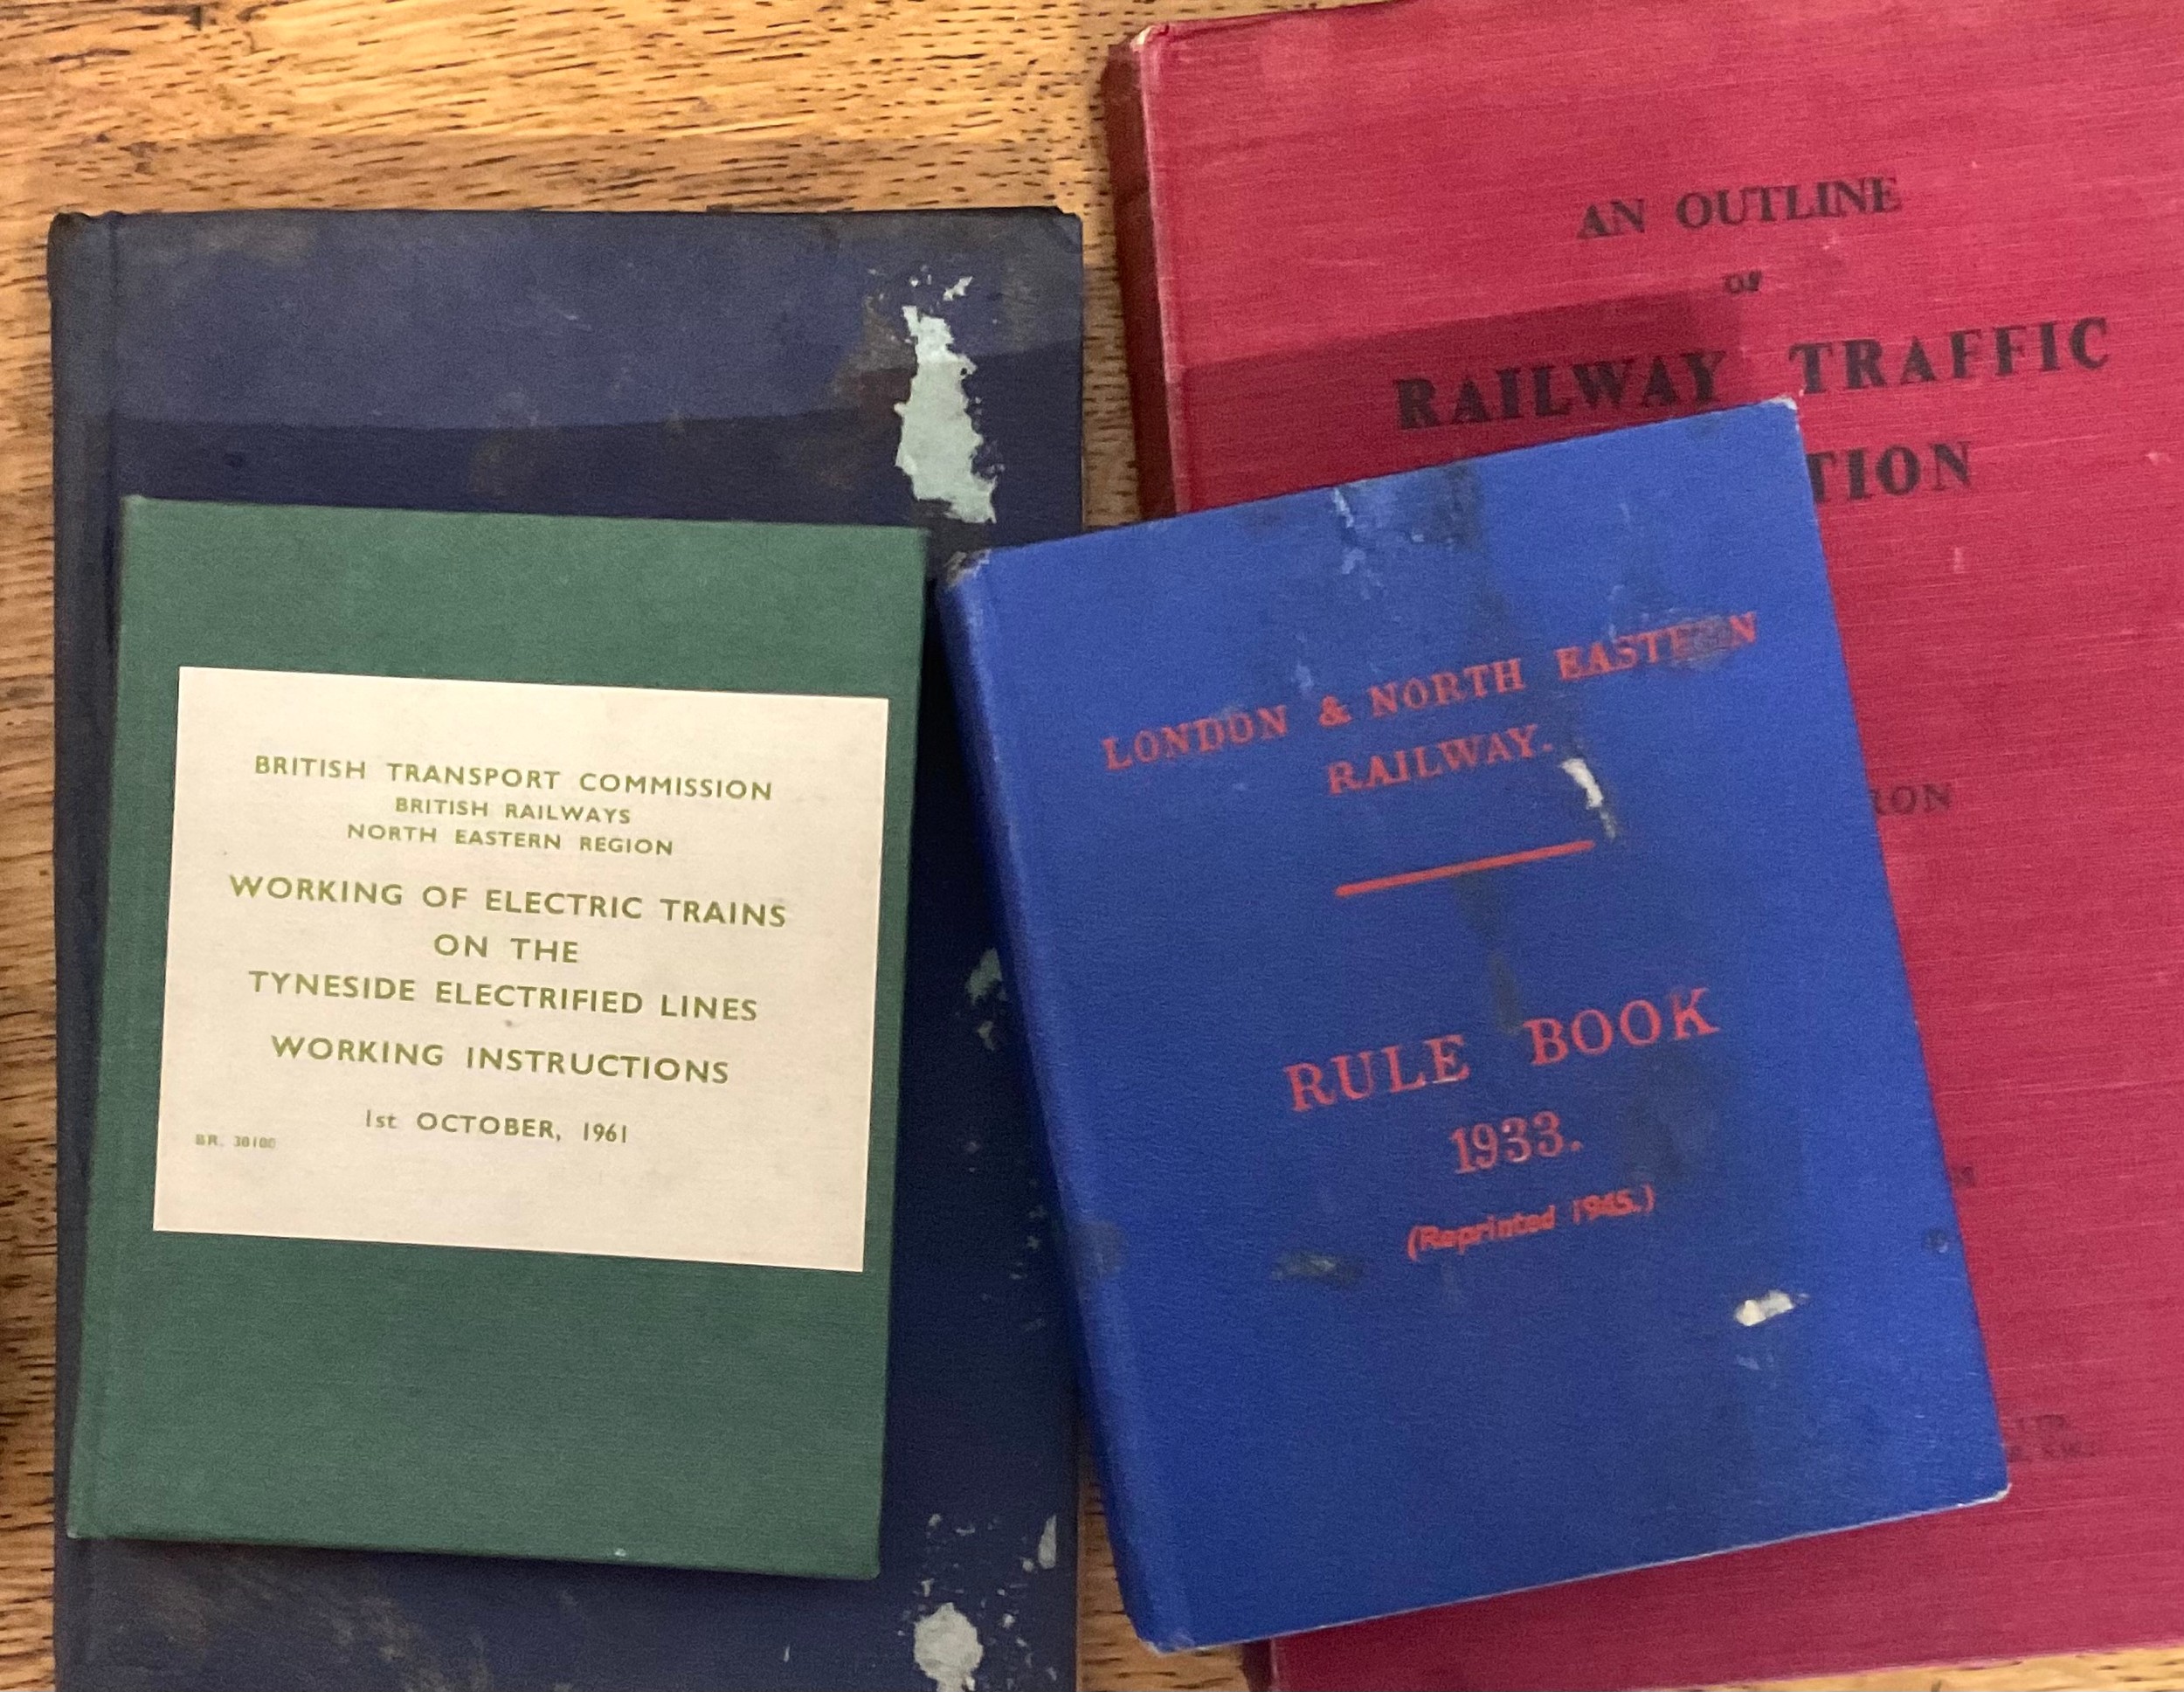 BRITISH TRANSPORT COMMISSION
BRITISH RAILWAYS
NORTH EASTERN REGION
WORKING OF ELECTRIC TRAINS
ON THE
TYNESIDE ELECTRIFIED LINES
WORKING INSTRUCTIONS
1st OCTOBER, 1961
BR. 30100
LONDON & NORTH EASTERN
RAILWAY.
RULE BOOK
1933.
(Reprinted 1945.)
AN OUTLINE
OF
RAILWAY TRAFFIC
TION
RON